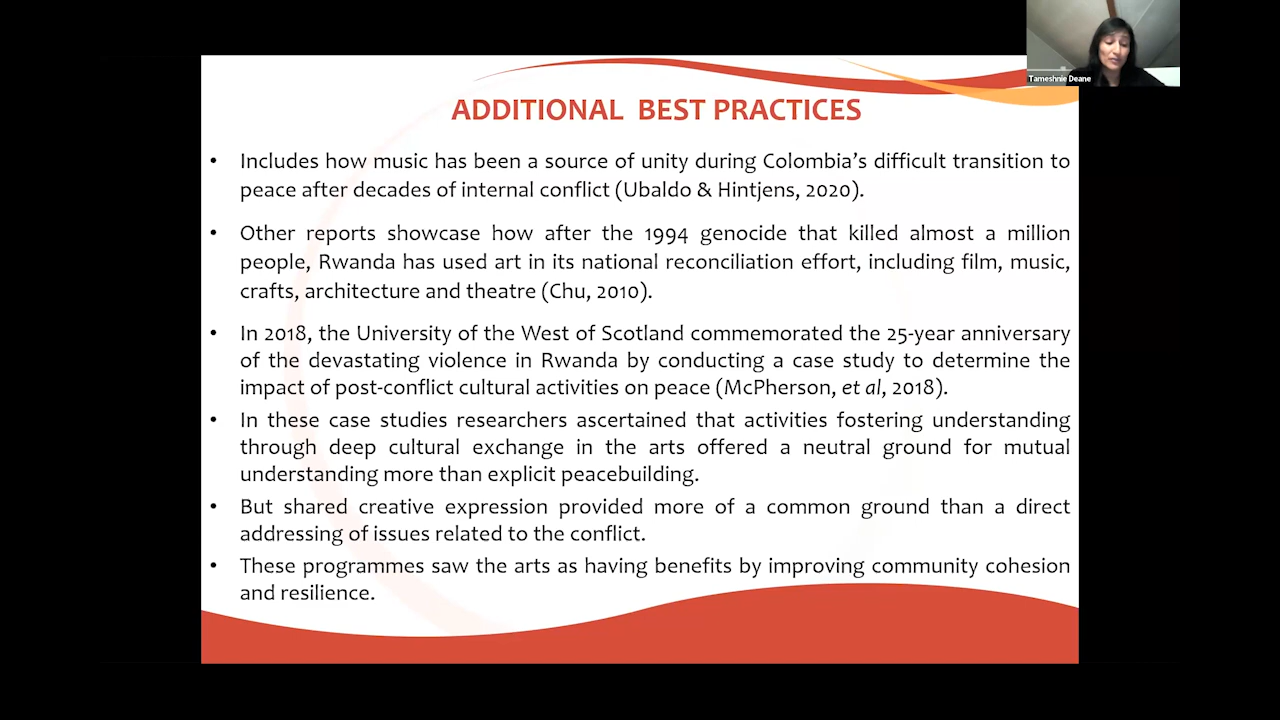 Tameshnie Deane
ADDITIONAL BEST PRACTICES
• Includes how music has been a source of unity during Colombia’s difficult transition to
peace after decades of internal conflict (Ubaldo & Hintjens, 2020).
• Other reports showcase how after the 1994 genocide that killed almost a million
people, Rwanda has used art in its national reconciliation effort, including film, music,
crafts, architecture and theatre (Chu, 2010).
• In 2018, the University of the West of Scotland commemorated the 25-year anniversary
of the devastating violence in Rwanda by conducting a case study to determine the
impact of post-conflict cultural activities on peace (McPherson, et al, 2018).
• In these case studies researchers ascertained that activities fostering understanding
through deep cultural exchange in the arts offered a neutral ground for mutual
understanding more than explicit peacebuilding.
• But shared creative expression provided more of a common ground than a direct
addressing of issues related to the conflict.
• These programmes saw the arts as having benefits by improving community cohesion
and resilience.